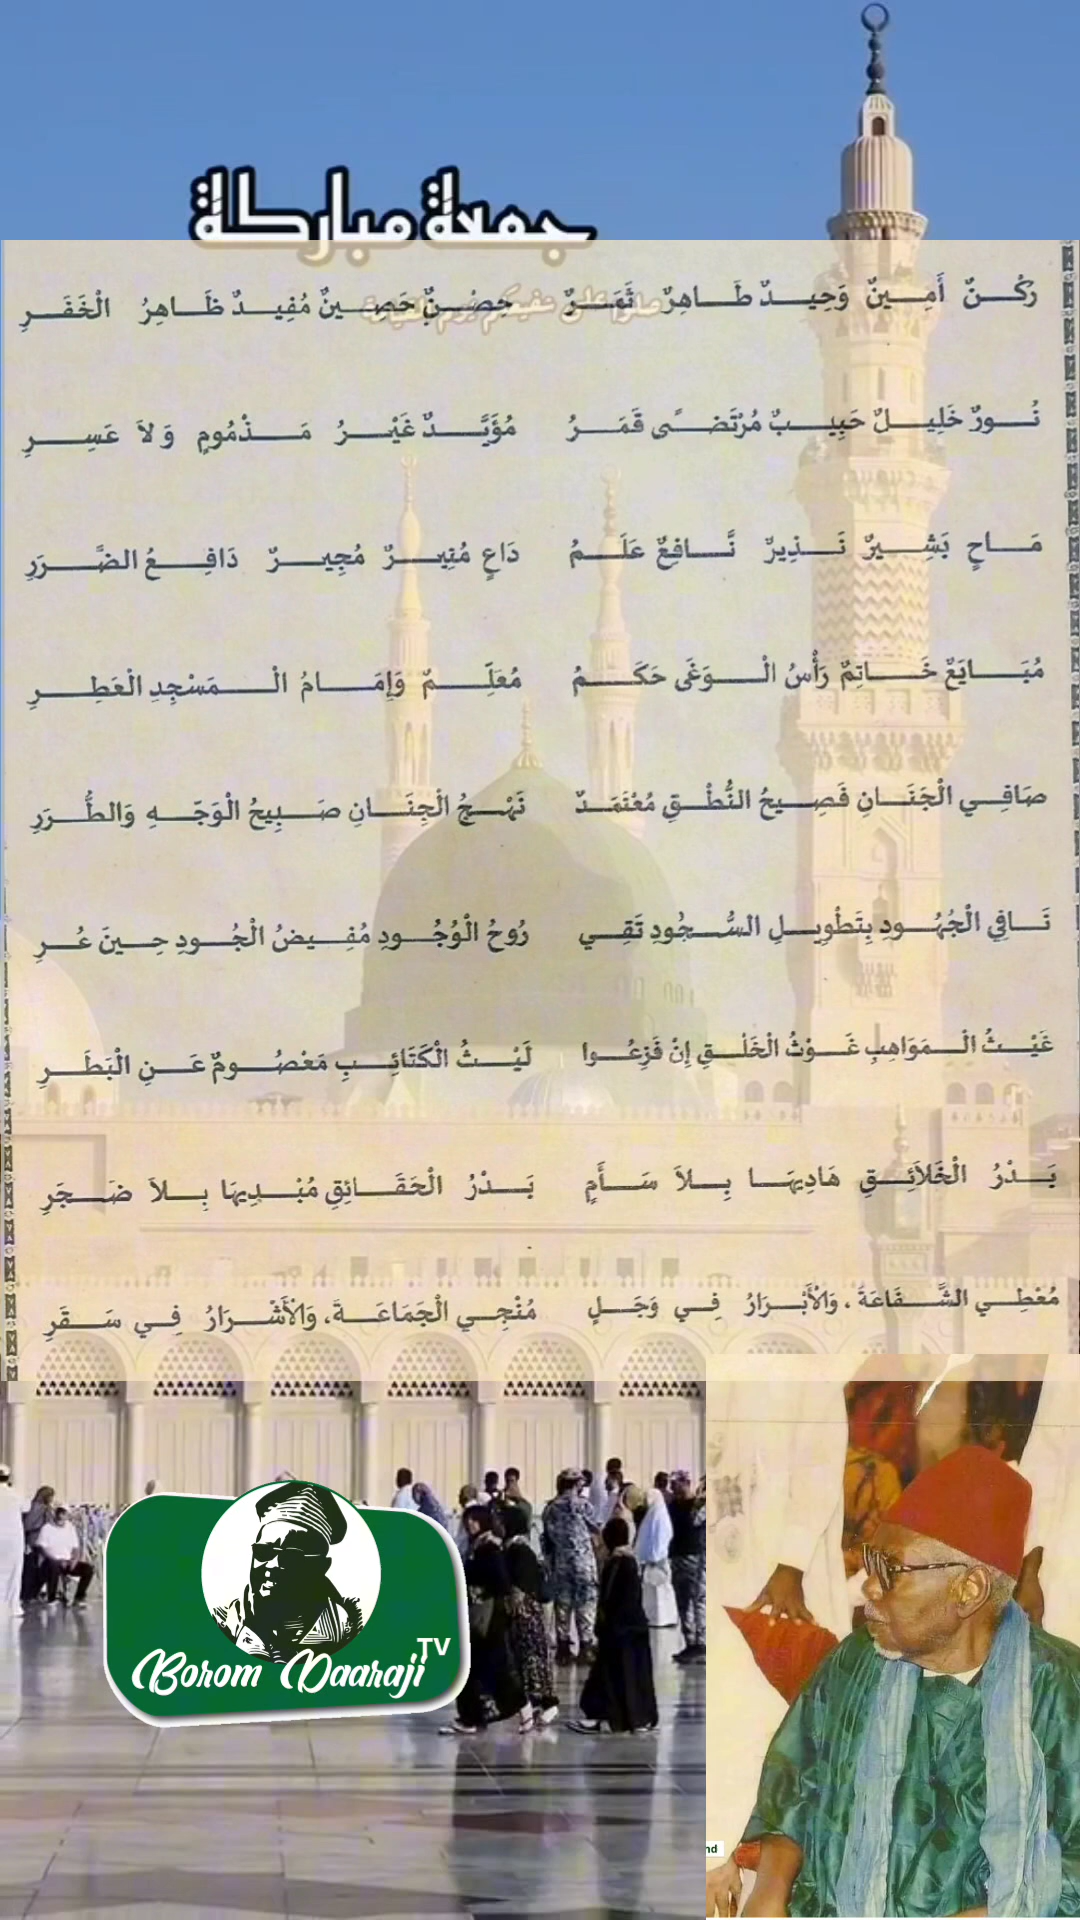 جمعة مباركة
رُكْـنٌ أَمِـينٌ وَحِيـدٌ طَـاهِرٌ ثَمَـرٌ حِصْـنٌ حَصِـينٌ مُفِيـدٌ ظَـاهِرُ الْخَفَـرِ
نُـورٌ خَلِيـلٌ حَبِيـبٌ مُرْتَضًـى قَمَـرُ مُؤَيَّـدٌ غَيْـرُ مَـذْمُومٍ وَلاَ عَسِـرِ
مَـاحٍ بَشِـيرٌ نَـذِيرٌ نَّـافِعٌ عَلَـمُ دَاعٍ مُنِيـرٌ مُجِيـرٌ دَافِـعُ الضَّـرَرِ
مُبَـايَعٌ خَـاتِمٌ رَأْسُ الْـوَغَى حَكَـمُ مُعَلَّـمٌ وَإِمَـامُ الْـمَسْجِدِ الْعَطِـرِ
صَافِـي الْجَنَـانِ فَصِـيحُ النُّطْـقِ مُعْتَمَـدٌ نَهْـجُ الْجِنَـانِ صَـبِيحُ الْوَجْـهِ وَالطُّـرَرِ
نَـافِي الْجُهُـودِ بِتَطْوِيـلِ السُّـجُودِ تَقِـي رُوحُ الْوُجُـودِ مُفِـيضُ الْجُـودِ حِـينَ عُـرِ
غَيْـثُ الْـمَوَاهِبِ غَـوْثُ الْخَلْـقِ إِنْ فَزِعُـوا لَيْـثُ الْكَتَائِـبِ مَعْصُـومٌ عَـنِ الْبَطَـرِ
بَـدْرُ الْخَلاَئِـقِ هَادِيهَـا بِـلاَ سَـأَمٍ بَـذْرُ الْحَقَـائِقِ مُبْـدِيهَا بِـلاَ ضَـجَرِ
مُعْطِـي الشَّـفَاعَةَ، وَالْأَبْـرَارُ فِـي وَجَـلٍ مُنْجِـي الْجَمَاعَـةَ، وَالْأَشْـرَارُ فِـي سَـقَرِ
Borom Daaraji TV
nd